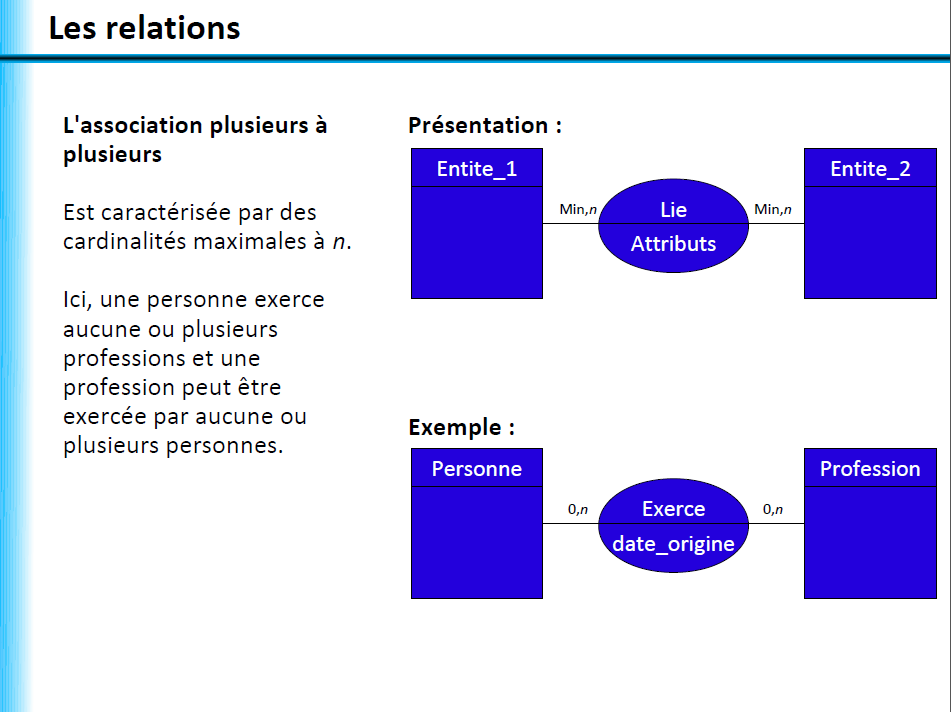 Les relations
L'association plusieurs à
plusieurs
Est caractérisée par des
cardinalités maximales à n.
Ici, une personne exerce
aucune ou plusieurs
professions et une
profession peut être
exercée par aucune ou
plusieurs personnes.
Présentation :
Entite_1
Min,n
Lie
Attributs
Min,n
Entite_2
Exemple :
Personne
0,n
Exerce
date_origine
0,n
Profession